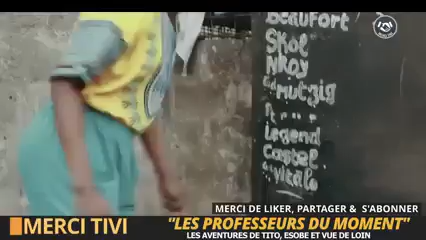 Beaufort
Skol
Nkoy
Mutzig
Legend
Castel
vitalo
MERCI DE LIKER, PARTAGER & S'ABONNER
MERCI TIVI
"LES PROFESSEURS DU MOMENT"
LES AVENTURES DE TITO, ESOBE ET VUE DE LOIN